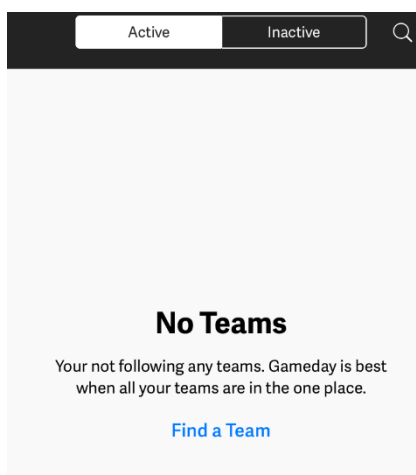 Active Inactive
No Teams
Your not following any teams. Gameday is best
when all your teams are in the one place.
Find a Team